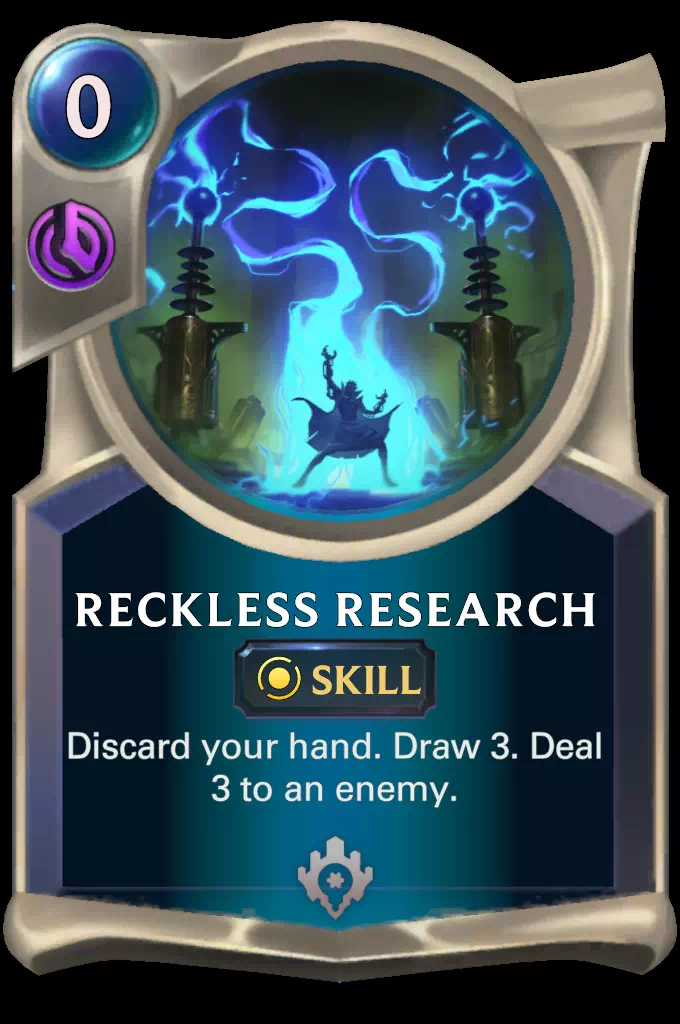 0
RECKLESS RESEARCH
SKILL
Discard your hand. Draw 3. Deal
3 to an enemy.